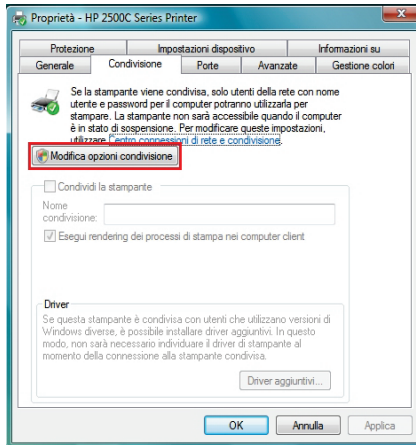 Proprietà - HP 2500C Series Printer
Protezione Impostazioni dispositivo Informazioni su
Generale Condivisione Porte Avanzate Gestione colori
Se la stampante viene condivisa, solo utenti della rete con nome
utente e password per il computer potranno utilizzarla per
stampare. La stampante non sarà accessibile quando il computer
è in stato di sospensione. Per modificare queste impostazioni,
utilizzare Centro connessioni di rete e condivisione.
Modifica opzioni condivisione
Condividi la stampante
Nome
condivisione:
Esegui rendering dei processi di stampa nei computer client
Driver
Se questa stampante è condivisa con utenti che utilizzano versioni di
Windows diverse, è possibile installare driver aggiuntivi. In questo
modo, non sarà necessario individuare il driver di stampante al
momento della connessione alla stampante condivisa.
Driver aggiuntivi...
OK Annulla Applica